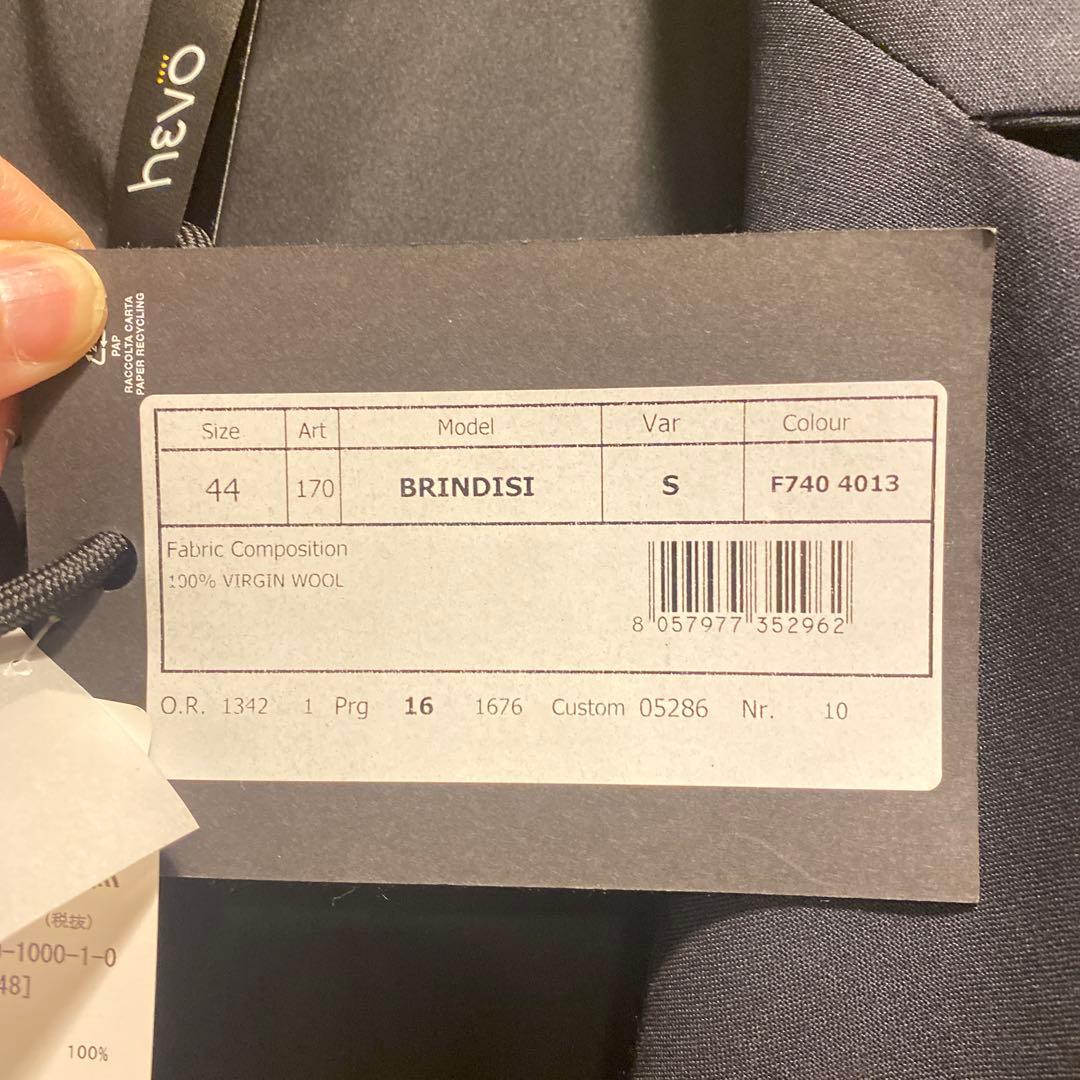 hevo
RACCOLTA CARTA
PAP
PAPER RECYCLING
Size Art Model Var Colour
44 170 BRINDISI S F740 4013
Fabric Composition
100% VIRGIN WOOL
8 057977 352962
O.R. 1342 1 Prg 16 1676 Custom 05286 Nr. 10
(税抜)
-1000-1-0
48]
100%